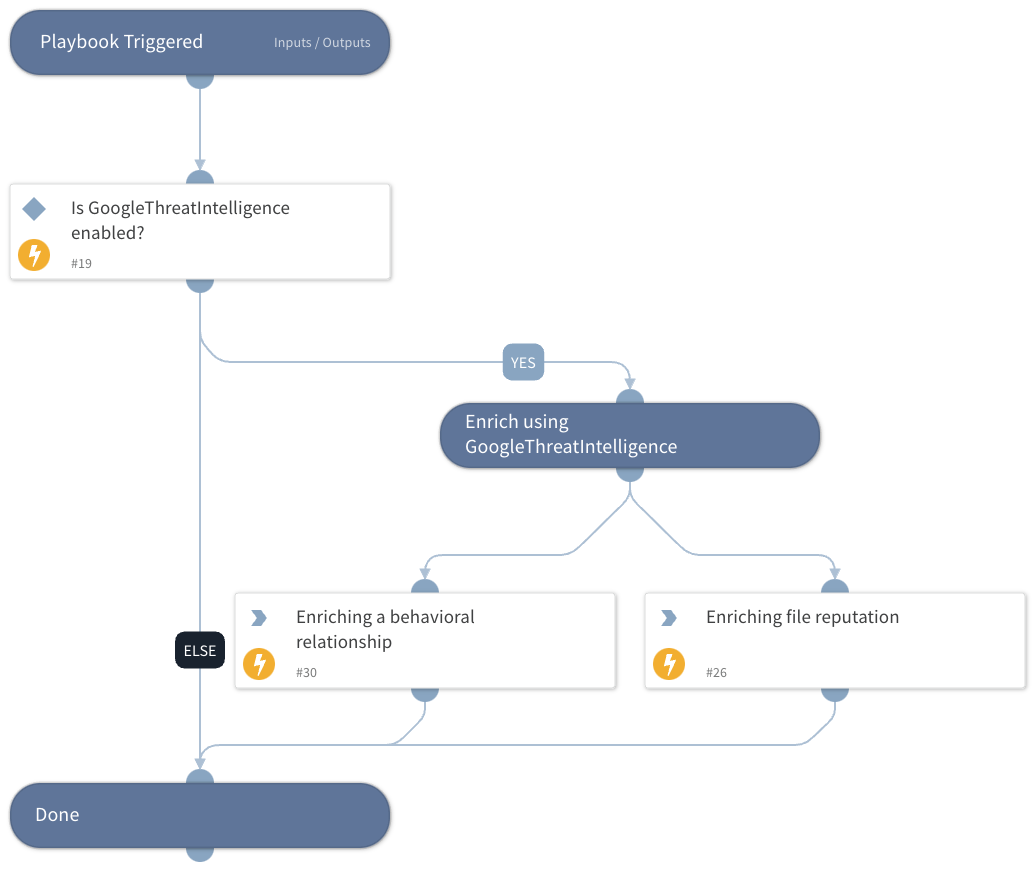 Playbook Triggered
Inputs / Outputs
Is GoogleThreatIntelligence
enabled?
#19
YES
Enrich using
GoogleThreatIntelligence
Enriching a behavioral
relationship
#30
Enriching file reputation
#26
ELSE
Done